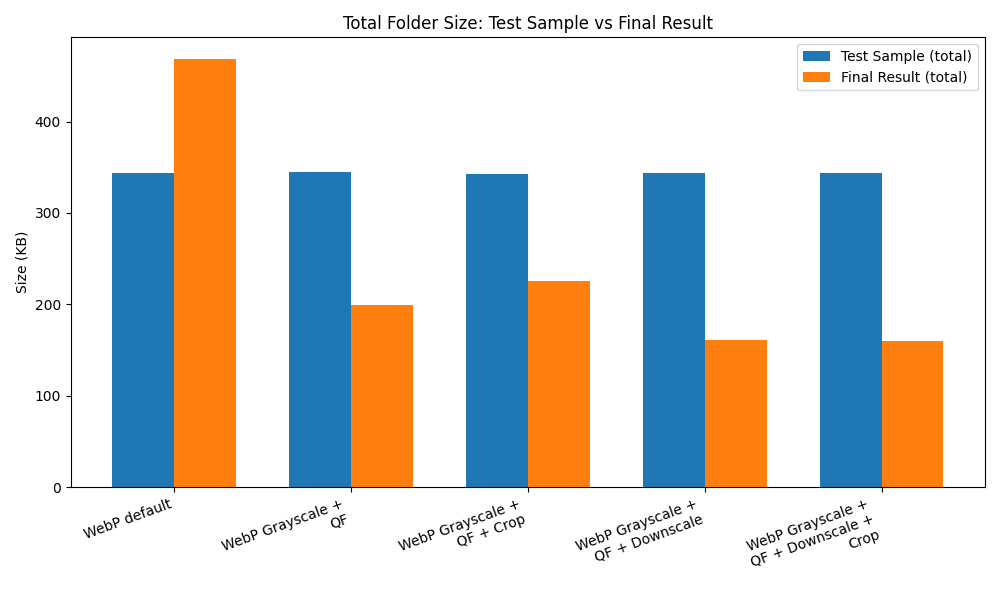 Total Folder Size: Test Sample vs Final Result
Test Sample (total)
Final Result (total)
Size (KB)
400
300
200
100
0
WebP default
WebP Grayscale +
QF
WebP Grayscale +
QF + Crop
WebP Grayscale +
QF + Downscale
WebP Grayscale +
QF + Downscale +
Crop